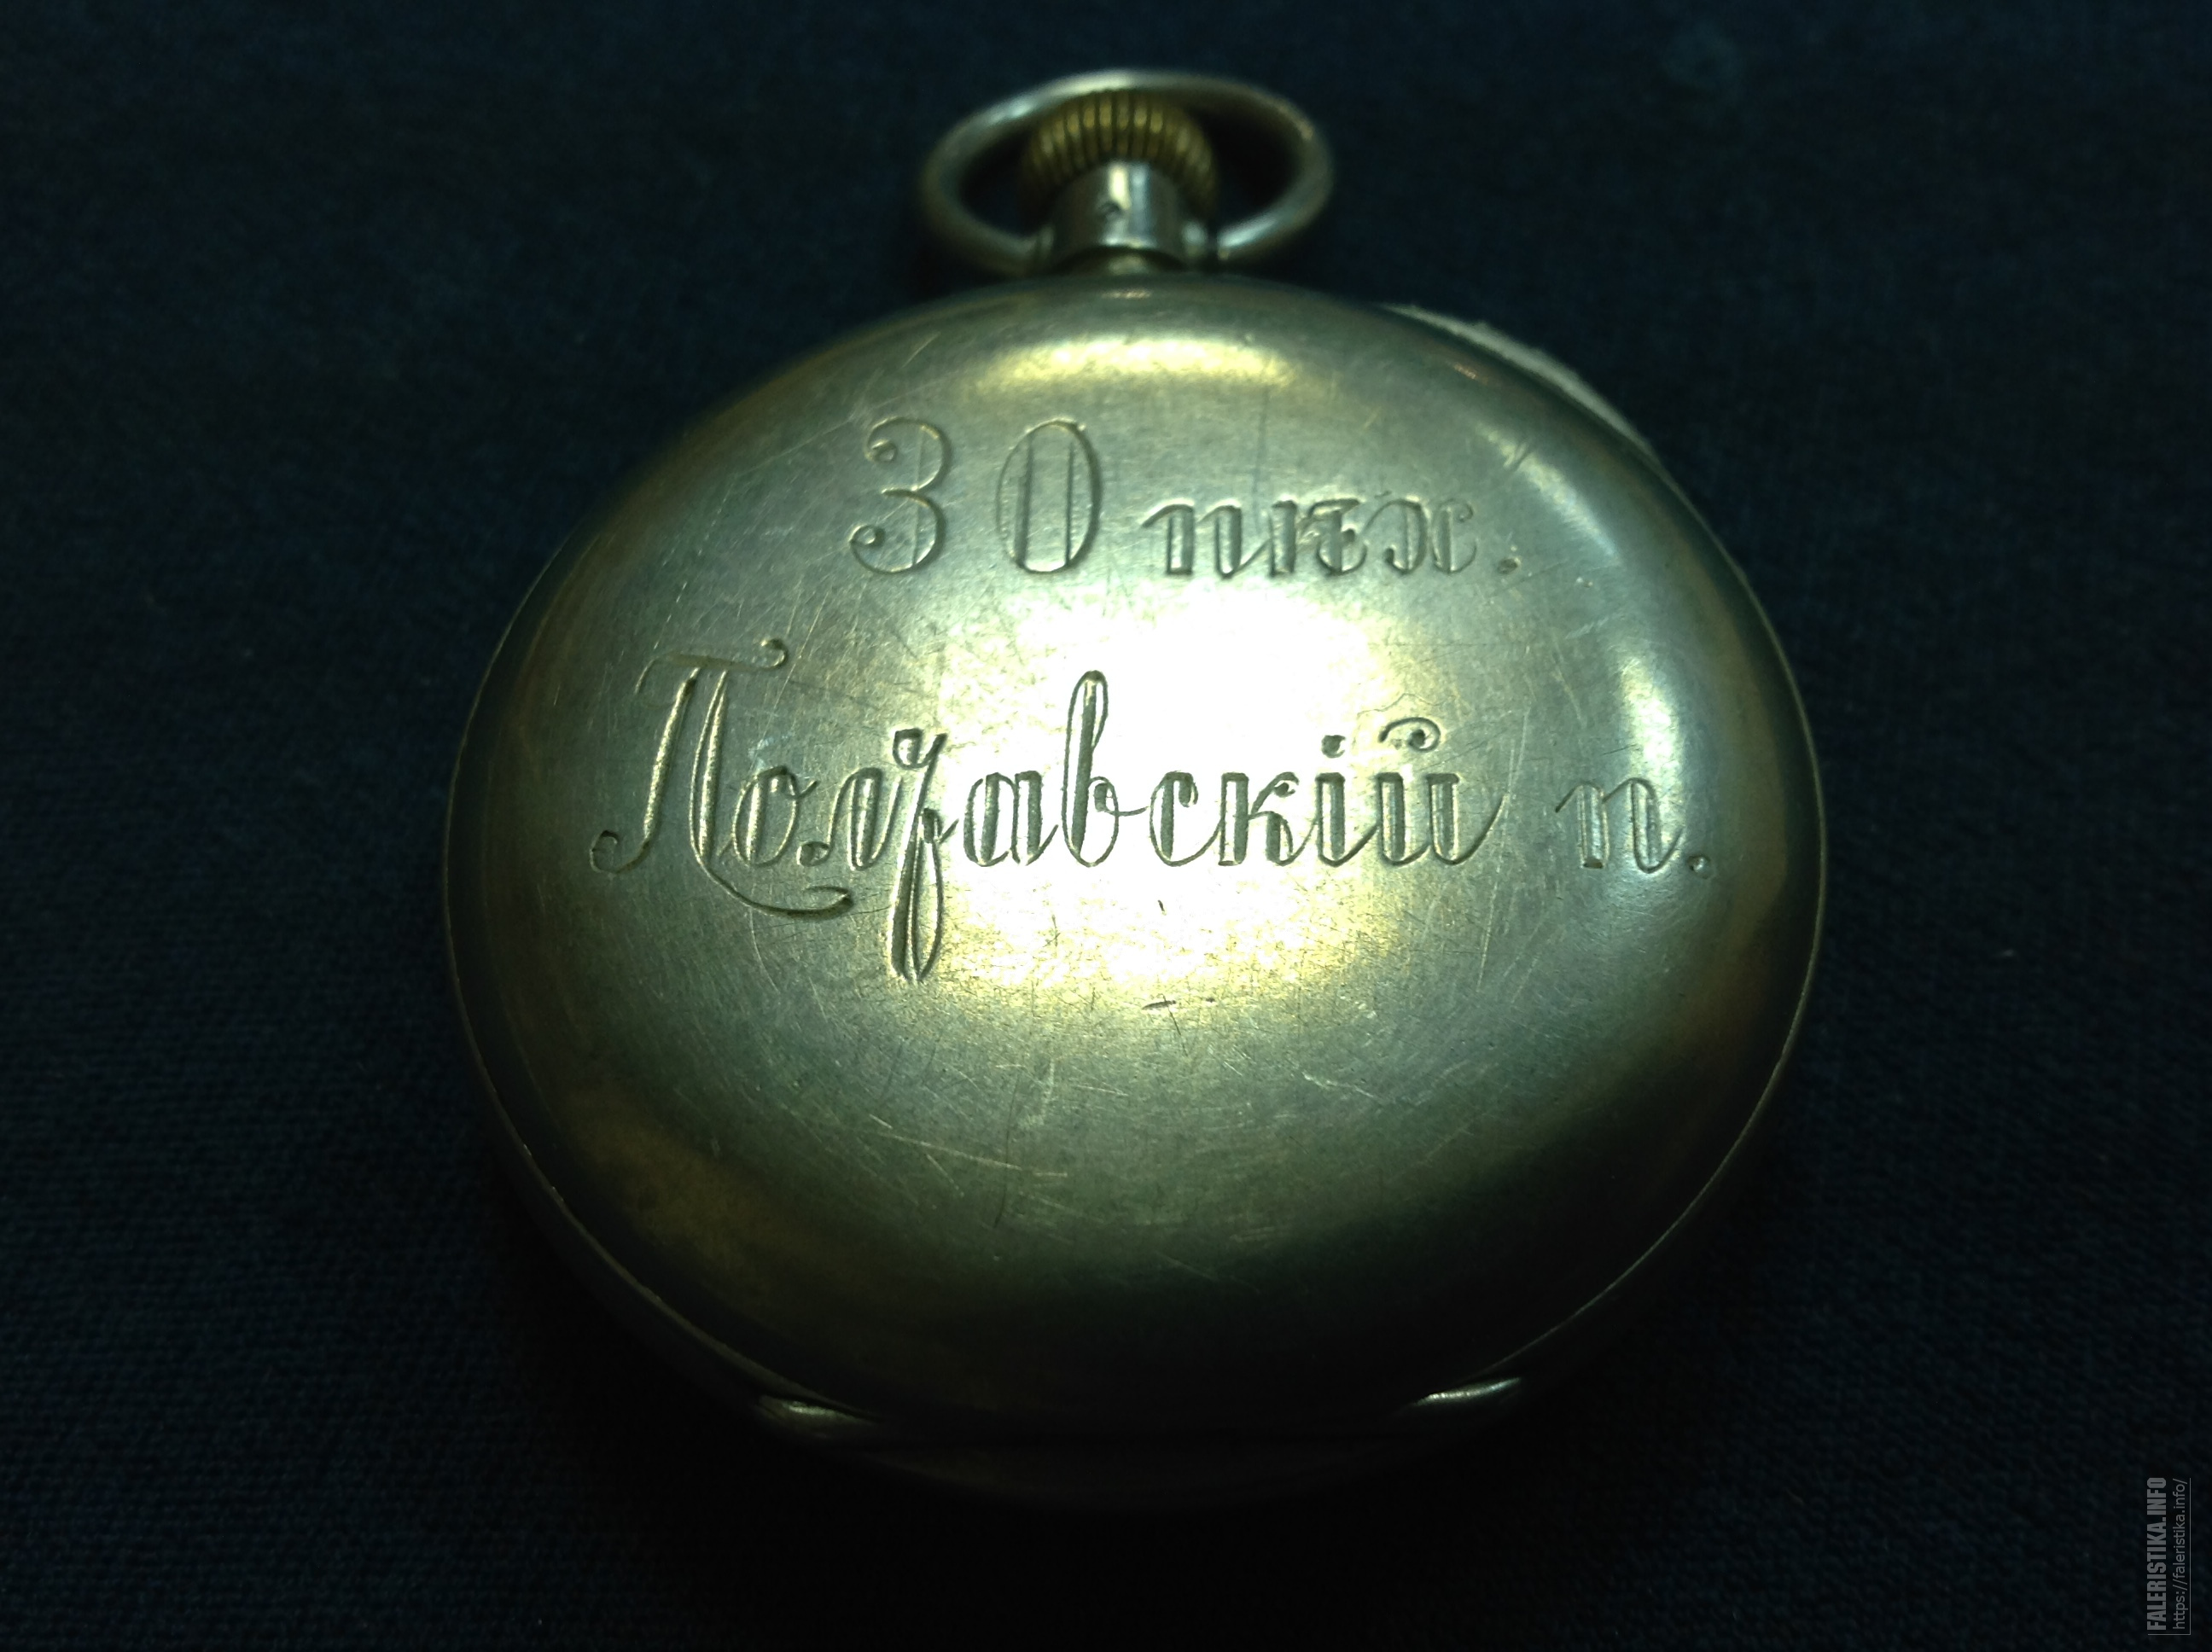 30 пѣх.
Полтавскій п.
FALERISTIKA.INFO
https://faleristika.info/